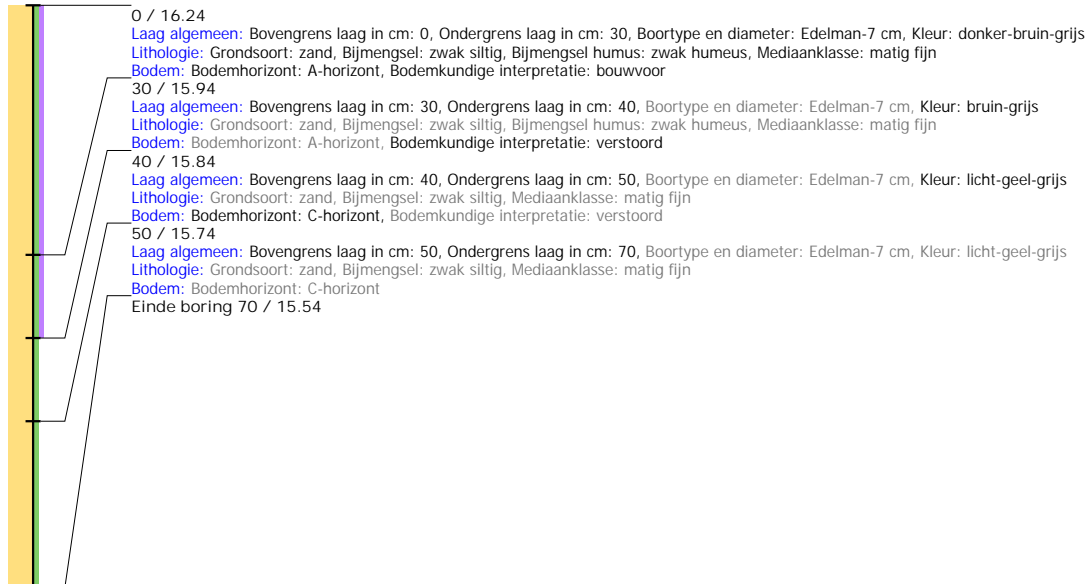 0 / 16.24
Laag algemeen: Bovengrens laag in cm: 0, Ondergrens laag in cm: 30, Boortype en diameter: Edelman-7 cm, Kleur: donker-bruin-grijs
Lithologie: Grondsoort: zand, Bijmengsel: zwak siltig, Bijmengsel humus: zwak humeus, Mediaanklasse: matig fijn
Bodem: Bodemhorizont: A-horizont, Bodemkundige interpretatie: bouwvoor
30 / 15.94
Laag algemeen: Bovengrens laag in cm: 30, Ondergrens laag in cm: 40, Boortype en diameter: Edelman-7 cm, Kleur: bruin-grijs
Lithologie: Grondsoort: zand, Bijmengsel: zwak siltig, Bijmengsel humus: zwak humeus, Mediaanklasse: matig fijn
Bodem: Bodemhorizont: A-horizont, Bodemkundige interpretatie: verstoord
40 / 15.84
Laag algemeen: Bovengrens laag in cm: 40, Ondergrens laag in cm: 50, Boortype en diameter: Edelman-7 cm, Kleur: licht-geel-grijs
Lithologie: Grondsoort: zand, Bijmengsel: zwak siltig, Mediaanklasse: matig fijn
Bodem: Bodemhorizont: C-horizont, Bodemkundige interpretatie: verstoord
50 / 15.74
Laag algemeen: Bovengrens laag in cm: 50, Ondergrens laag in cm: 70, Boortype en diameter: Edelman-7 cm, Kleur: licht-geel-grijs
Lithologie: Grondsoort: zand, Bijmengsel: zwak siltig, Mediaanklasse: matig fijn
Bodem: Bodemhorizont: C-horizont
Einde boring 70 / 15.54